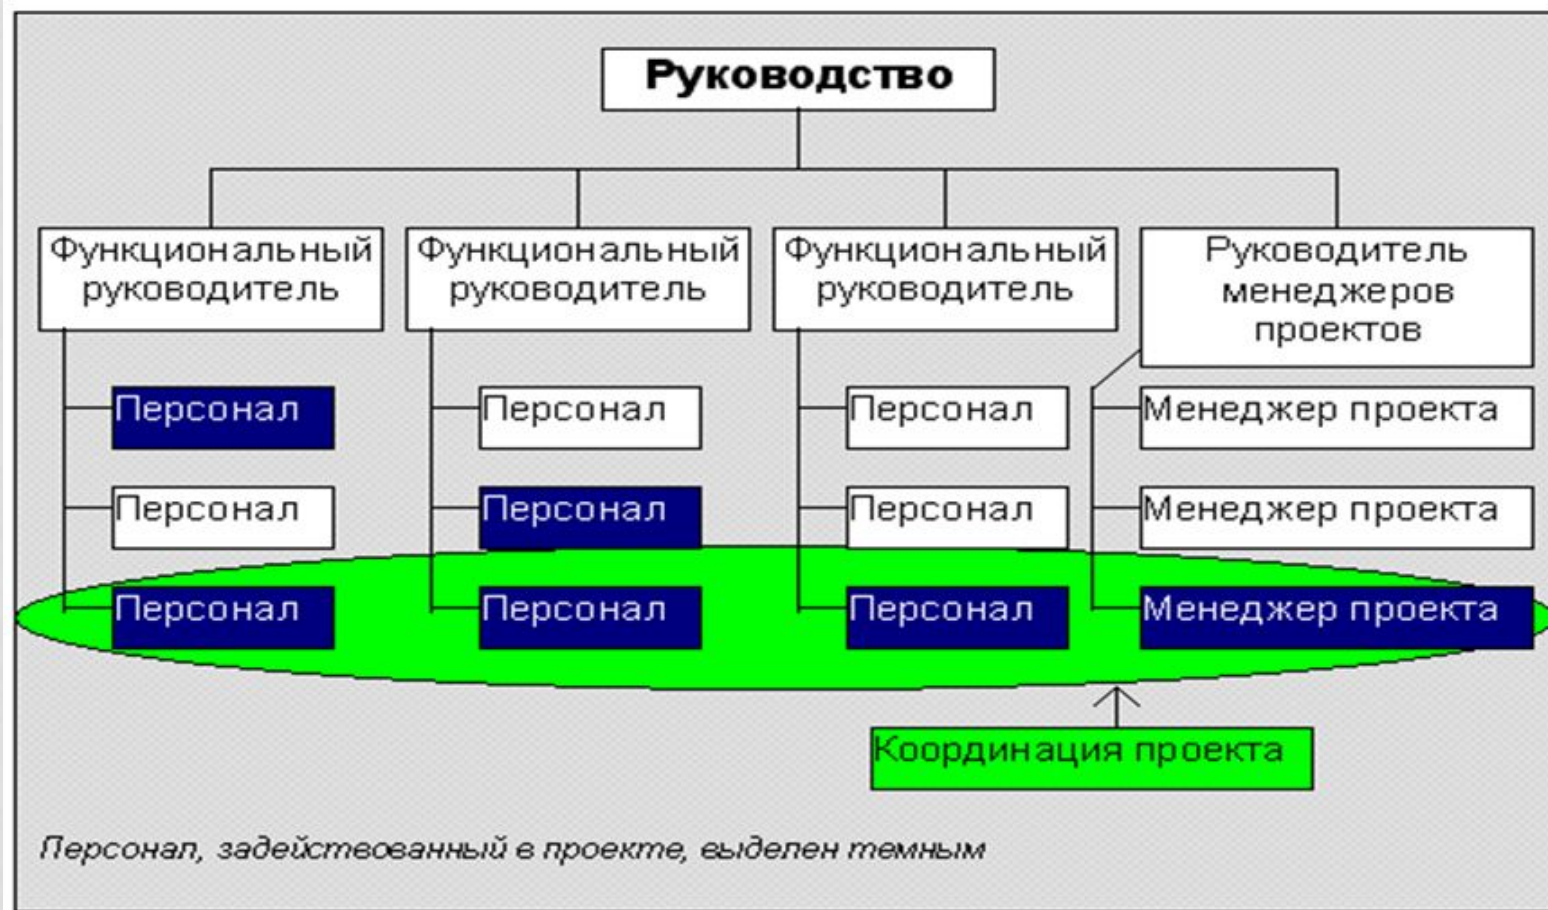 Руководство
Функциональный
руководитель
Функциональный
руководитель
Функциональный
руководитель
Руководитель
менеджеров
проектов
Персонал
Персонал
Персонал
Менеджер проекта
Персонал
Персонал
Персонал
Менеджер проекта
Персонал
Персонал
Персонал
Менеджер проекта
Координация проекта
Персонал, задействованный в проекте, выделен темным